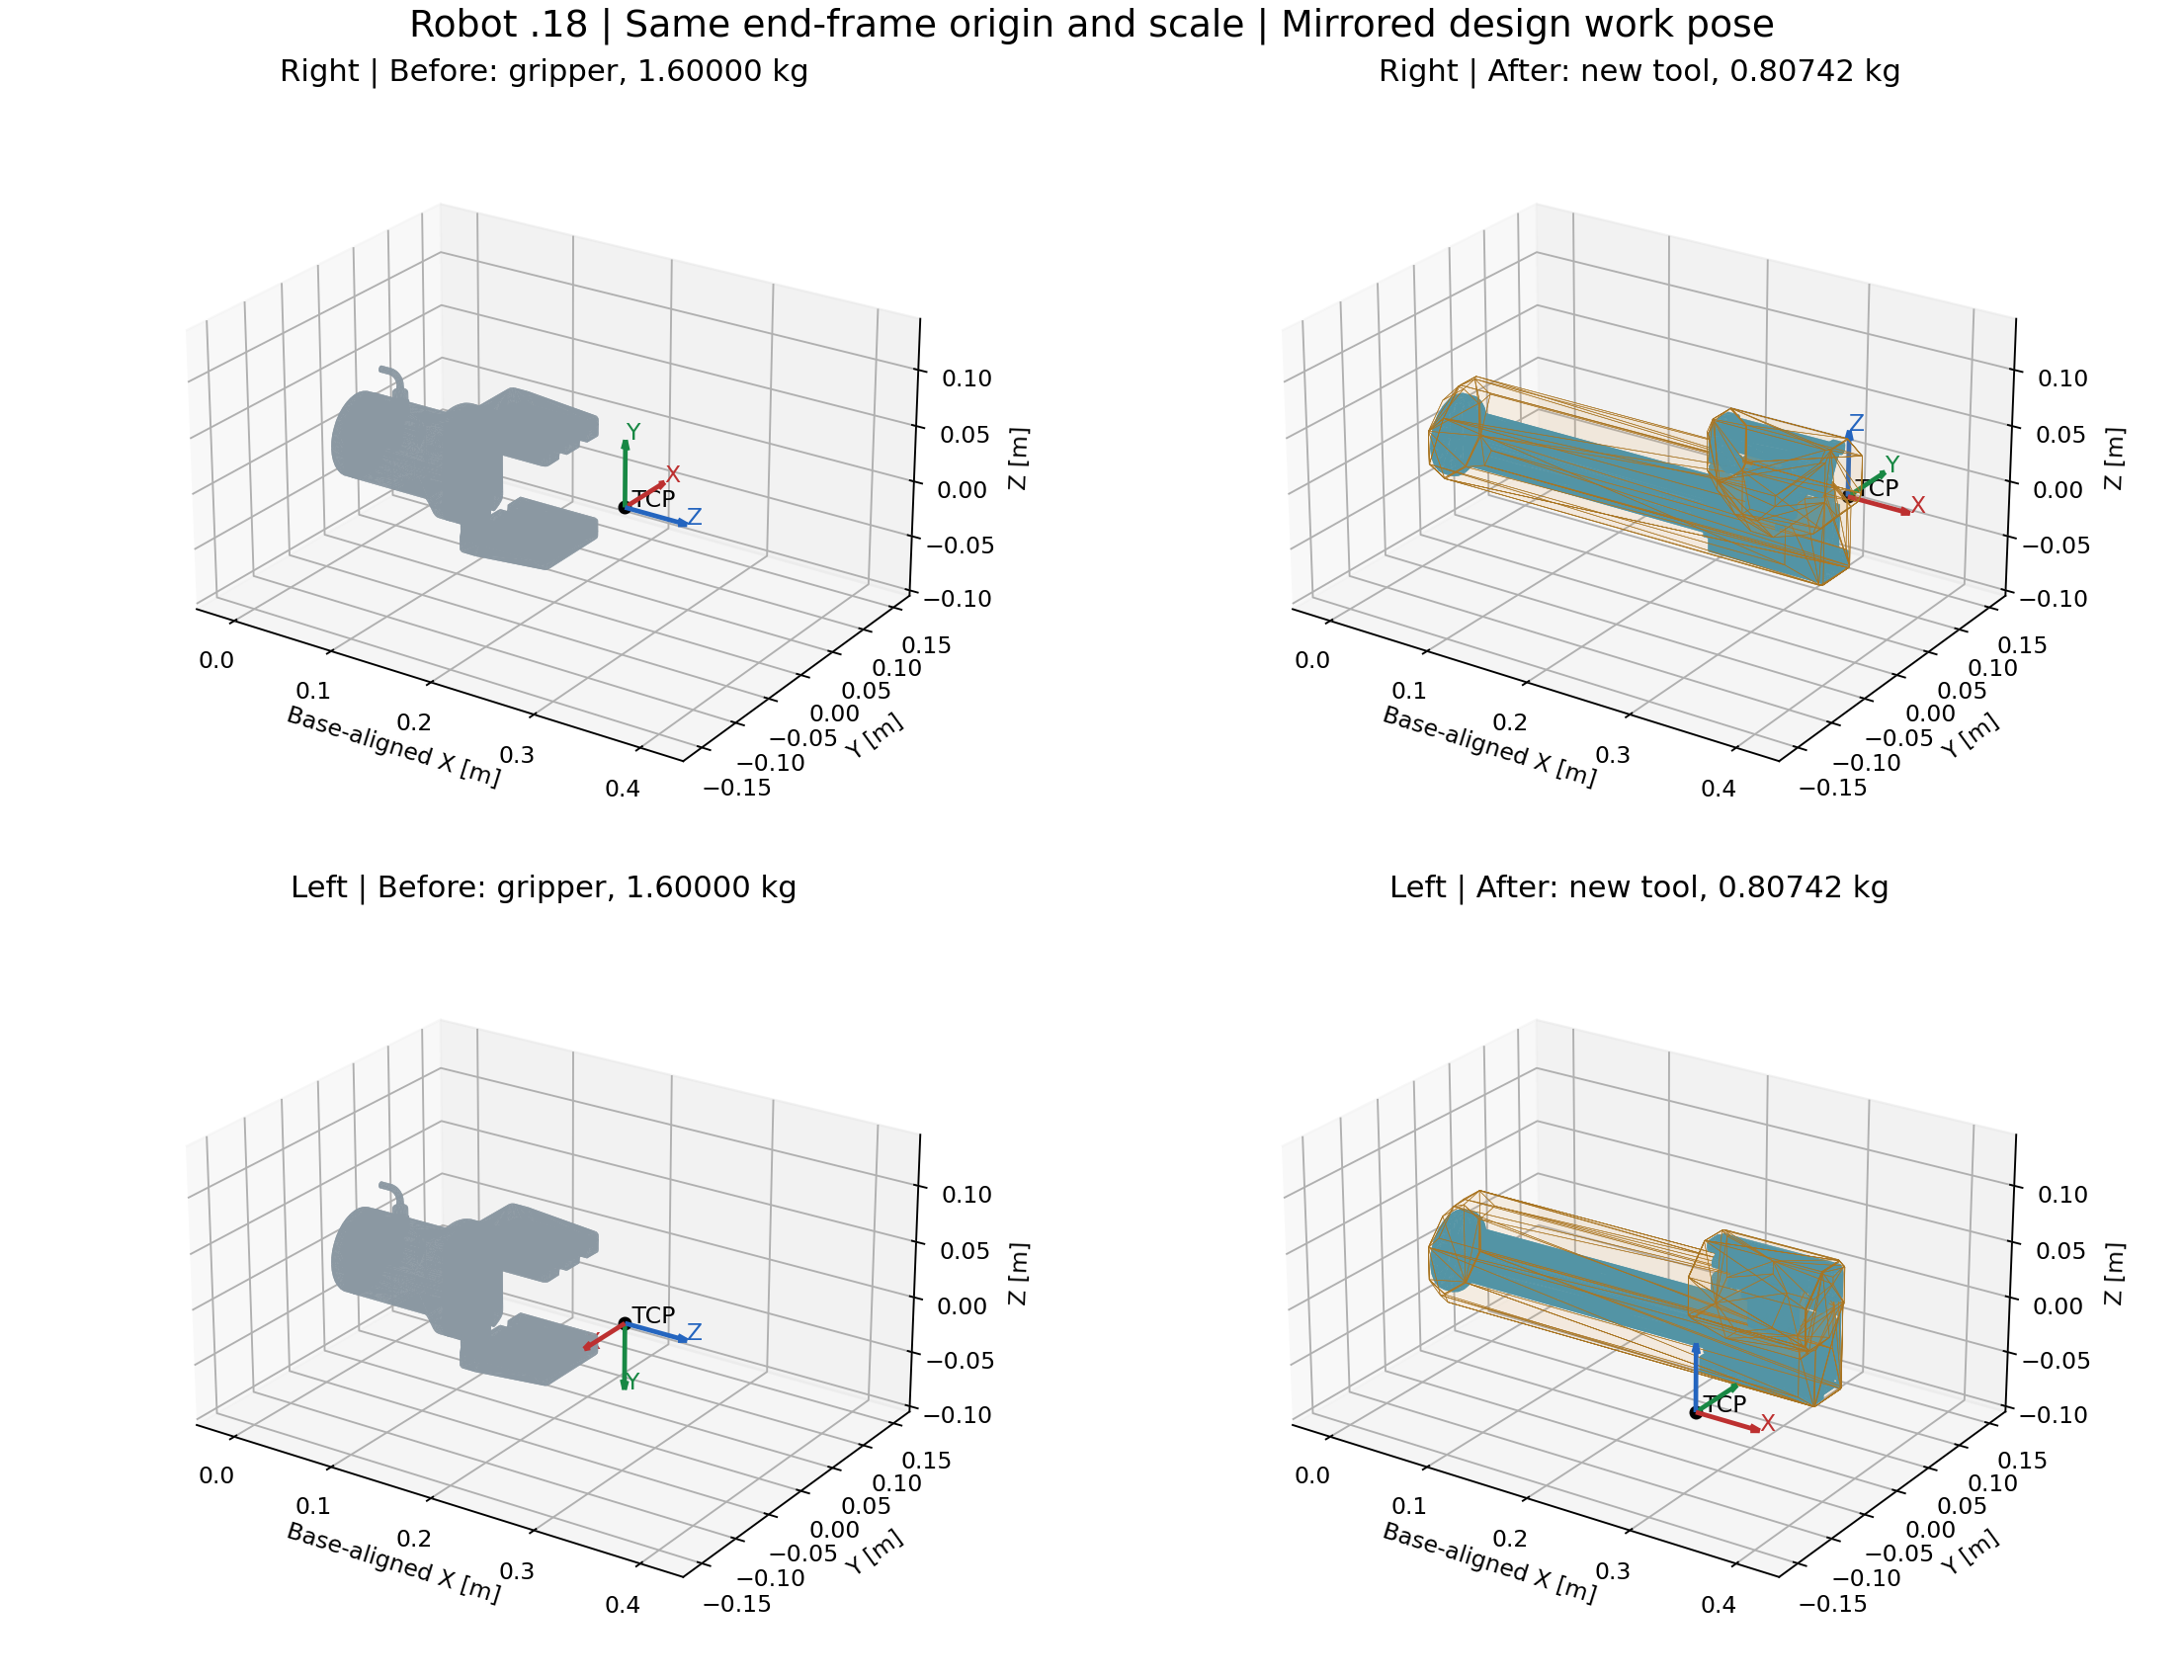 Robot .18 | Same end-frame origin and scale | Mirrored design work pose
Right | Before: gripper, 1.60000 kg
Y
X
TCP
Z
0.10
0.05
0.00
−0.05
−0.10
Z [m]
0.15
0.10
0.05
0.00
−0.05
−0.10
−0.15
Y [m]
0.0
0.1
0.2
0.3
0.4
Base-aligned X [m]
Right | After: new tool, 0.80742 kg
Z
Y
TCP
X
0.10
0.05
0.00
−0.05
−0.10
Z [m]
0.15
0.10
0.05
0.00
−0.05
−0.10
−0.15
Y [m]
0.0
0.1
0.2
0.3
0.4
Base-aligned X [m]
Left | Before: gripper, 1.60000 kg
TCP
Z
Y
0.10
0.05
0.00
−0.05
−0.10
Z [m]
0.15
0.10
0.05
0.00
−0.05
−0.10
−0.15
Y [m]
0.0
0.1
0.2
0.3
0.4
Base-aligned X [m]
Left | After: new tool, 0.80742 kg
TCP
X
0.10
0.05
0.00
−0.05
−0.10
Z [m]
0.15
0.10
0.05
0.00
−0.05
−0.10
−0.15
Y [m]
0.0
0.1
0.2
0.3
0.4
Base-aligned X [m]